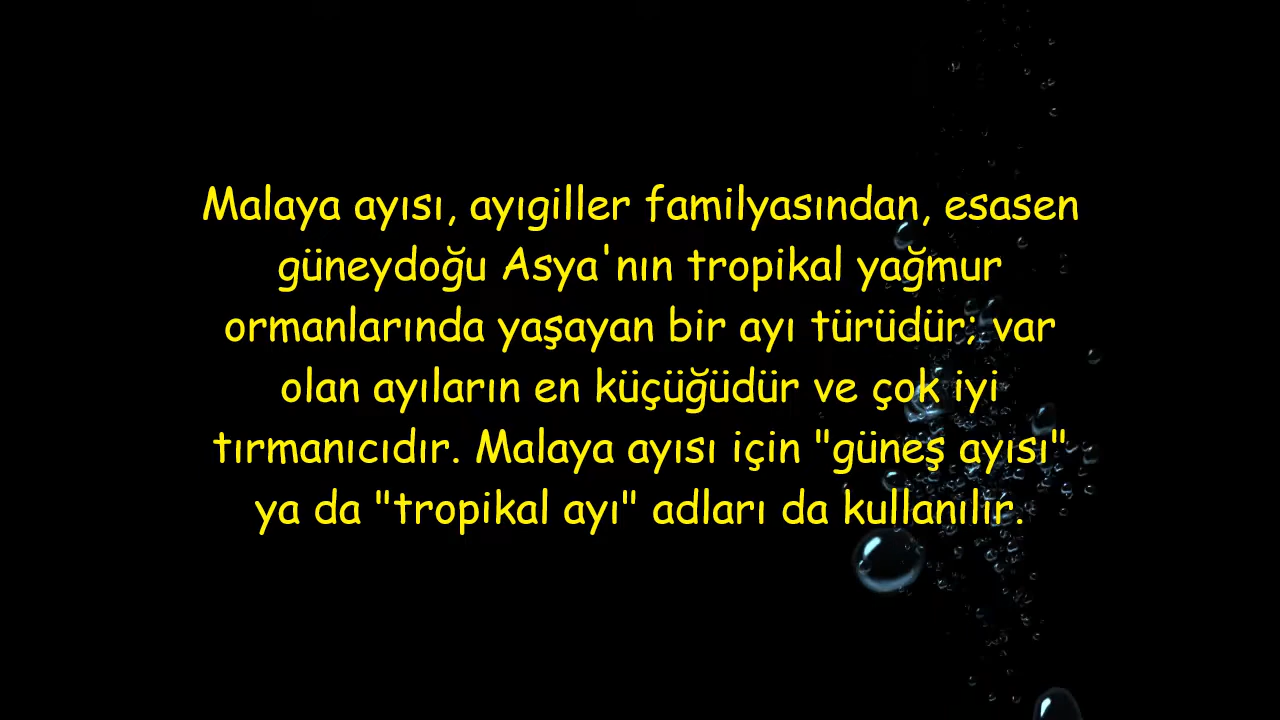 Malaya ayısı, ayıgiller familyasından, esasen
güneydoğu Asya'nın tropikal yağmur
ormanlarında yaşayan bir ayı türüdür; var
olan ayıların en küçüğüdür ve çok iyi
tırmanıcıdır. Malaya ayısı için "güneş ayısı"
ya da "tropikal ayı" adları da kullanılır.